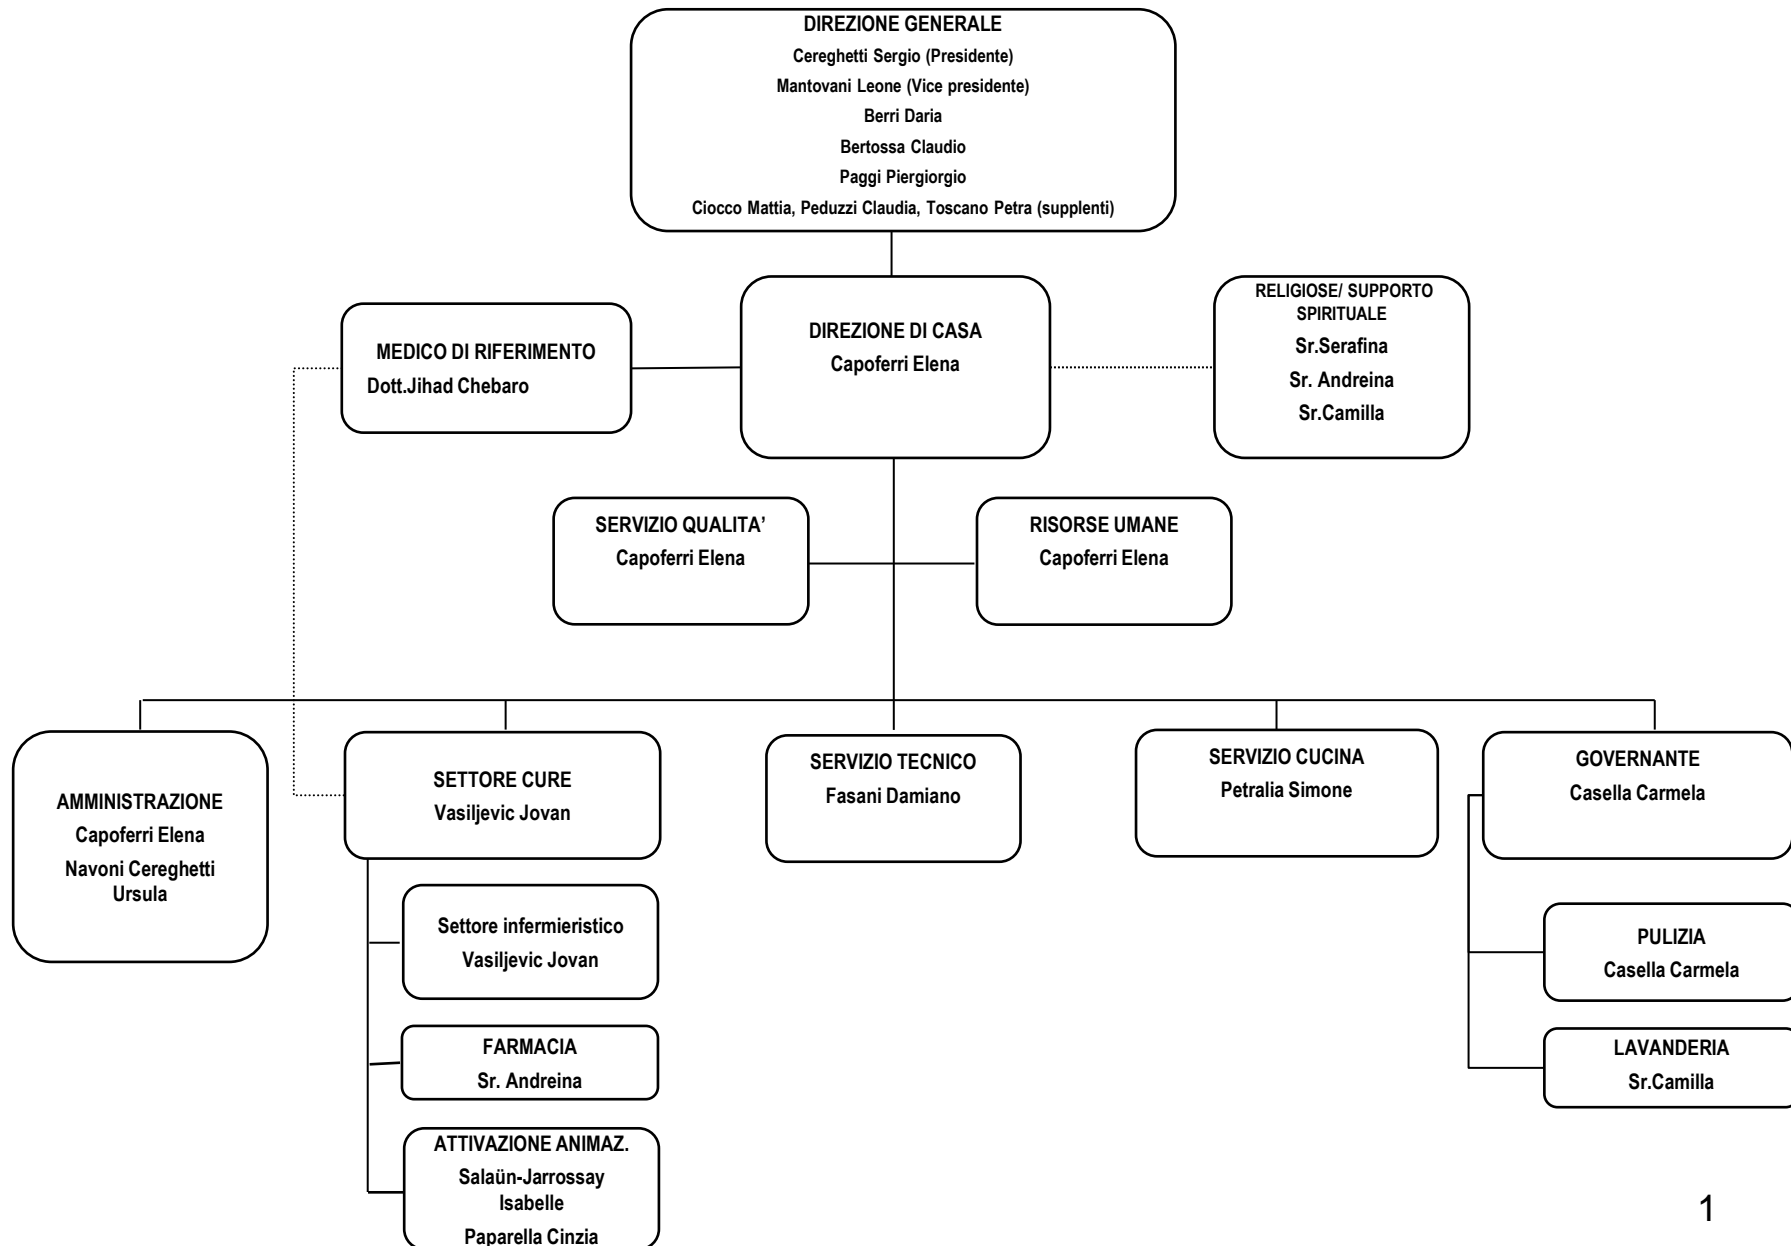 DIREZIONE GENERALE
Cereghetti Sergio (Presidente)
Mantovani Leone (Vice presidente)
Berri Daria
Bertossa Claudio
Paggi Piergiorgio
Ciocco Mattia, Peduzzi Claudia, Toscano Petra (supplenti)
MEDICO DI RIFERIMENTO
Dott.Jihad Chebaro
DIREZIONE DI CASA
Capoferri Elena
RELIGIOSE/ SUPPORTO
SPIRITUALE
Sr.Serafina
Sr. Andreina
Sr.Camilla
SERVIZIO QUALITA’
Capoferri Elena
RISORSE UMANE
Capoferri Elena
AMMINISTRAZIONE
Capoferri Elena
Navoni Cereghetti
Ursula
SETTORE CURE
Vasiljevic Jovan
SERVIZIO TECNICO
Fasani Damiano
SERVIZIO CUCINA
Petralia Simone
GOVERNANTE
Casella Carmela
Settore infermieristico
Vasiljevic Jovan
FARMACIA
Sr. Andreina
ATTIVAZIONE ANIMAZ.
Salaün-Jarrossay
Isabelle
Paparella Cinzia
PULIZIA
Casella Carmela
LAVANDERIA
Sr.Camilla
1